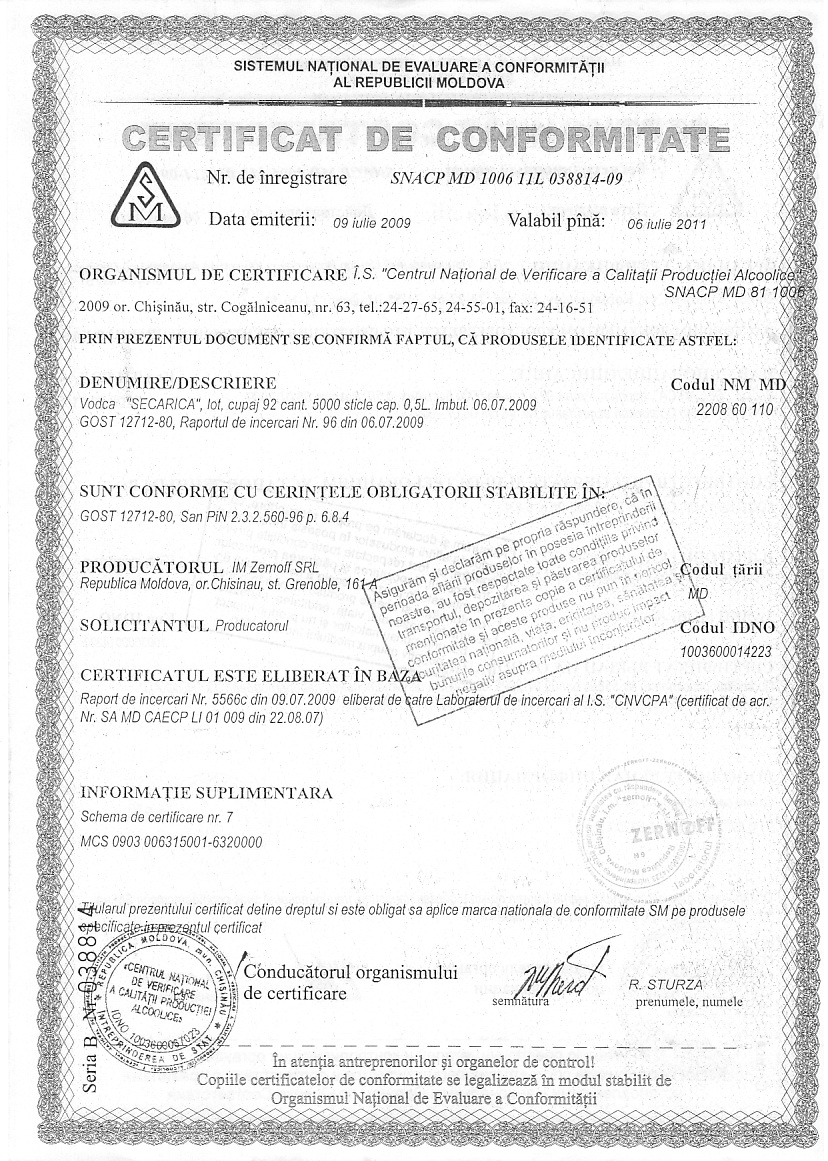 SISTEMUL NAȚIONAL DE EVALUARE A CONFORMITĂȚII
AL REPUBLICII MOLDOVA
CERTIFICAT DE CONFORMITATE
SM
Nr. de înregistrare SNACP MD 1006 11L 038814-09
Data emiterii: 09 iulie 2009 Valabil pînă: 06 iulie 2011
ORGANISMUL DE CERTIFICARE Î.S. "Centrul Național de Verificare a Calității Producției Alcoolice"
SNACP MD 81 1006
2009 or. Chișinău, str. Cogălniceanu, nr. 63, tel.:24-27-65, 24-55-01, fax: 24-16-51
PRIN PREZENTUL DOCUMENT SE CONFIRMĂ FAPTUL, CĂ PRODUSELE IDENTIFICATE ASTFEL:
DENUMIRE/DESCRIERE Codul NM MD
Vodca "SECARICA", lot, cupaj 92 cant. 5000 sticle cap. 0,5L. Imbut. 06.07.2009
2208 60 110
GOST 12712-80, Raportul de incercari Nr. 96 din 06.07.2009
SUNT CONFORME CU CERINȚELE OBLIGATORII STABILITE ÎN:
GOST 12712-80, San PiN 2.3.2.560-96 p. 6.8.4
Asigurăm și declarăm pe propria răspundere, că în
perioada aflării produselor în posesia întreprinderii
noastre, au fost respectate toate condițiile privind
transportul, depozitarea și păstrarea produselor
menționate în prezenta copie a certificatului de
conformitate și aceste produse nu pun în pericol
securitatea națională, viața, ereditatea, sănătatea și
bunurile consumatorilor și nu produc impact
negativ asupra mediului înconjurător
PRODUCĂTORUL IM Zernoff SRL Codul țării
Republica Moldova, or.Chisinau, st. Grenoble, 161 A
MD
SOLICITANTUL Producatorul Codul IDNO
1003600014223
CERTIFICATUL ESTE ELIBERAT ÎN BAZA
Raport de incercari Nr. 5566c din 09.07.2009 eliberat de catre Laboratorul de incercari al I.S. "CNVCPA" (certificat de acr.
Nr. SA MD CAECP LI 01 009 din 22.08.07)
INFORMAȚIE SUPLIMENTARA
Schema de certificare nr. 7
MCS 0903 006315001-6320000
ZERNOFF
laboratorul
Titularul prezentului certificat detine dreptul si este obligat sa aplice marca nationala de conformitate SM pe produsele
specificate in prezentul certificat
Seria B Nr 038814
REPUBLICA MOLDOVA, mun. CHIȘINĂU
ÎNTREPRINDEREA DE STAT
«CENTRUL NAȚIONAL
DE VERIFICARE
A CALITĂȚII PRODUCȚIEI
ALCOOLICE»
Conducătorul organismului
de certificare
semnătura
R. STURZA
prenumele, numele
În atenția antreprenorilor și organelor de control!
Copiile certificatelor de conformitate se legalizează în modul stabilit de
Organismul Național de Evaluare a Conformității